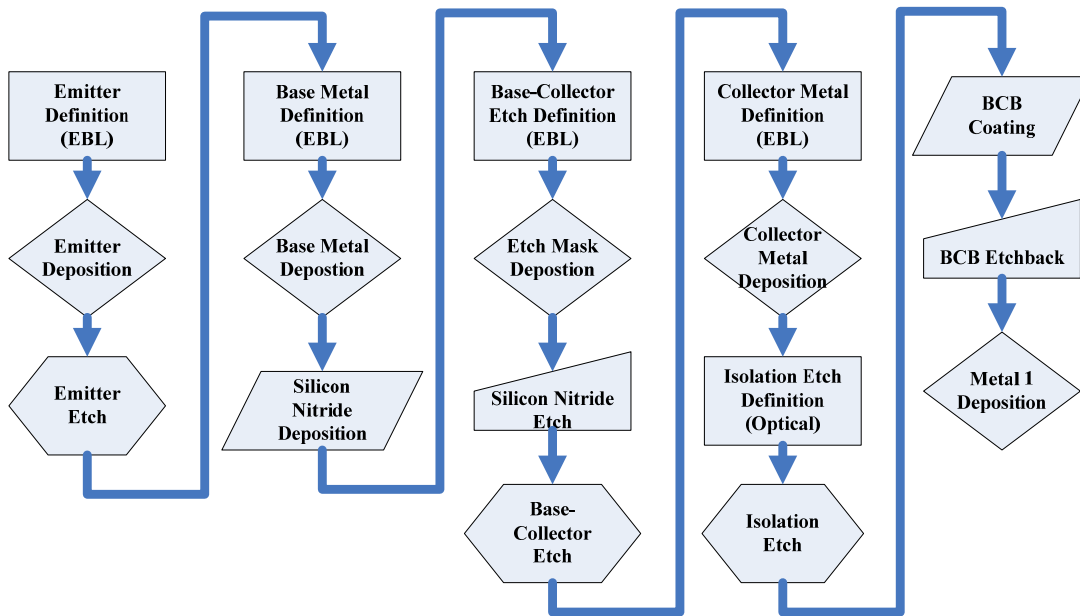 Emitter
Definition
(EBL)
Emitter
Deposition
Emitter
Etch
Base Metal
Definition
(EBL)
Base Metal
Depostion
Silicon
Nitride
Deposition
Base-Collector
Etch Definition
(EBL)
Etch Mask
Depostion
Silicon Nitride
Etch
Base-
Collector
Etch
Collector Metal
Definition
(EBL)
Collector
Metal
Deposition
Isolation Etch
Definition
(Optical)
Isolation
Etch
BCB
Coating
BCB Etchback
Metal 1
Deposition